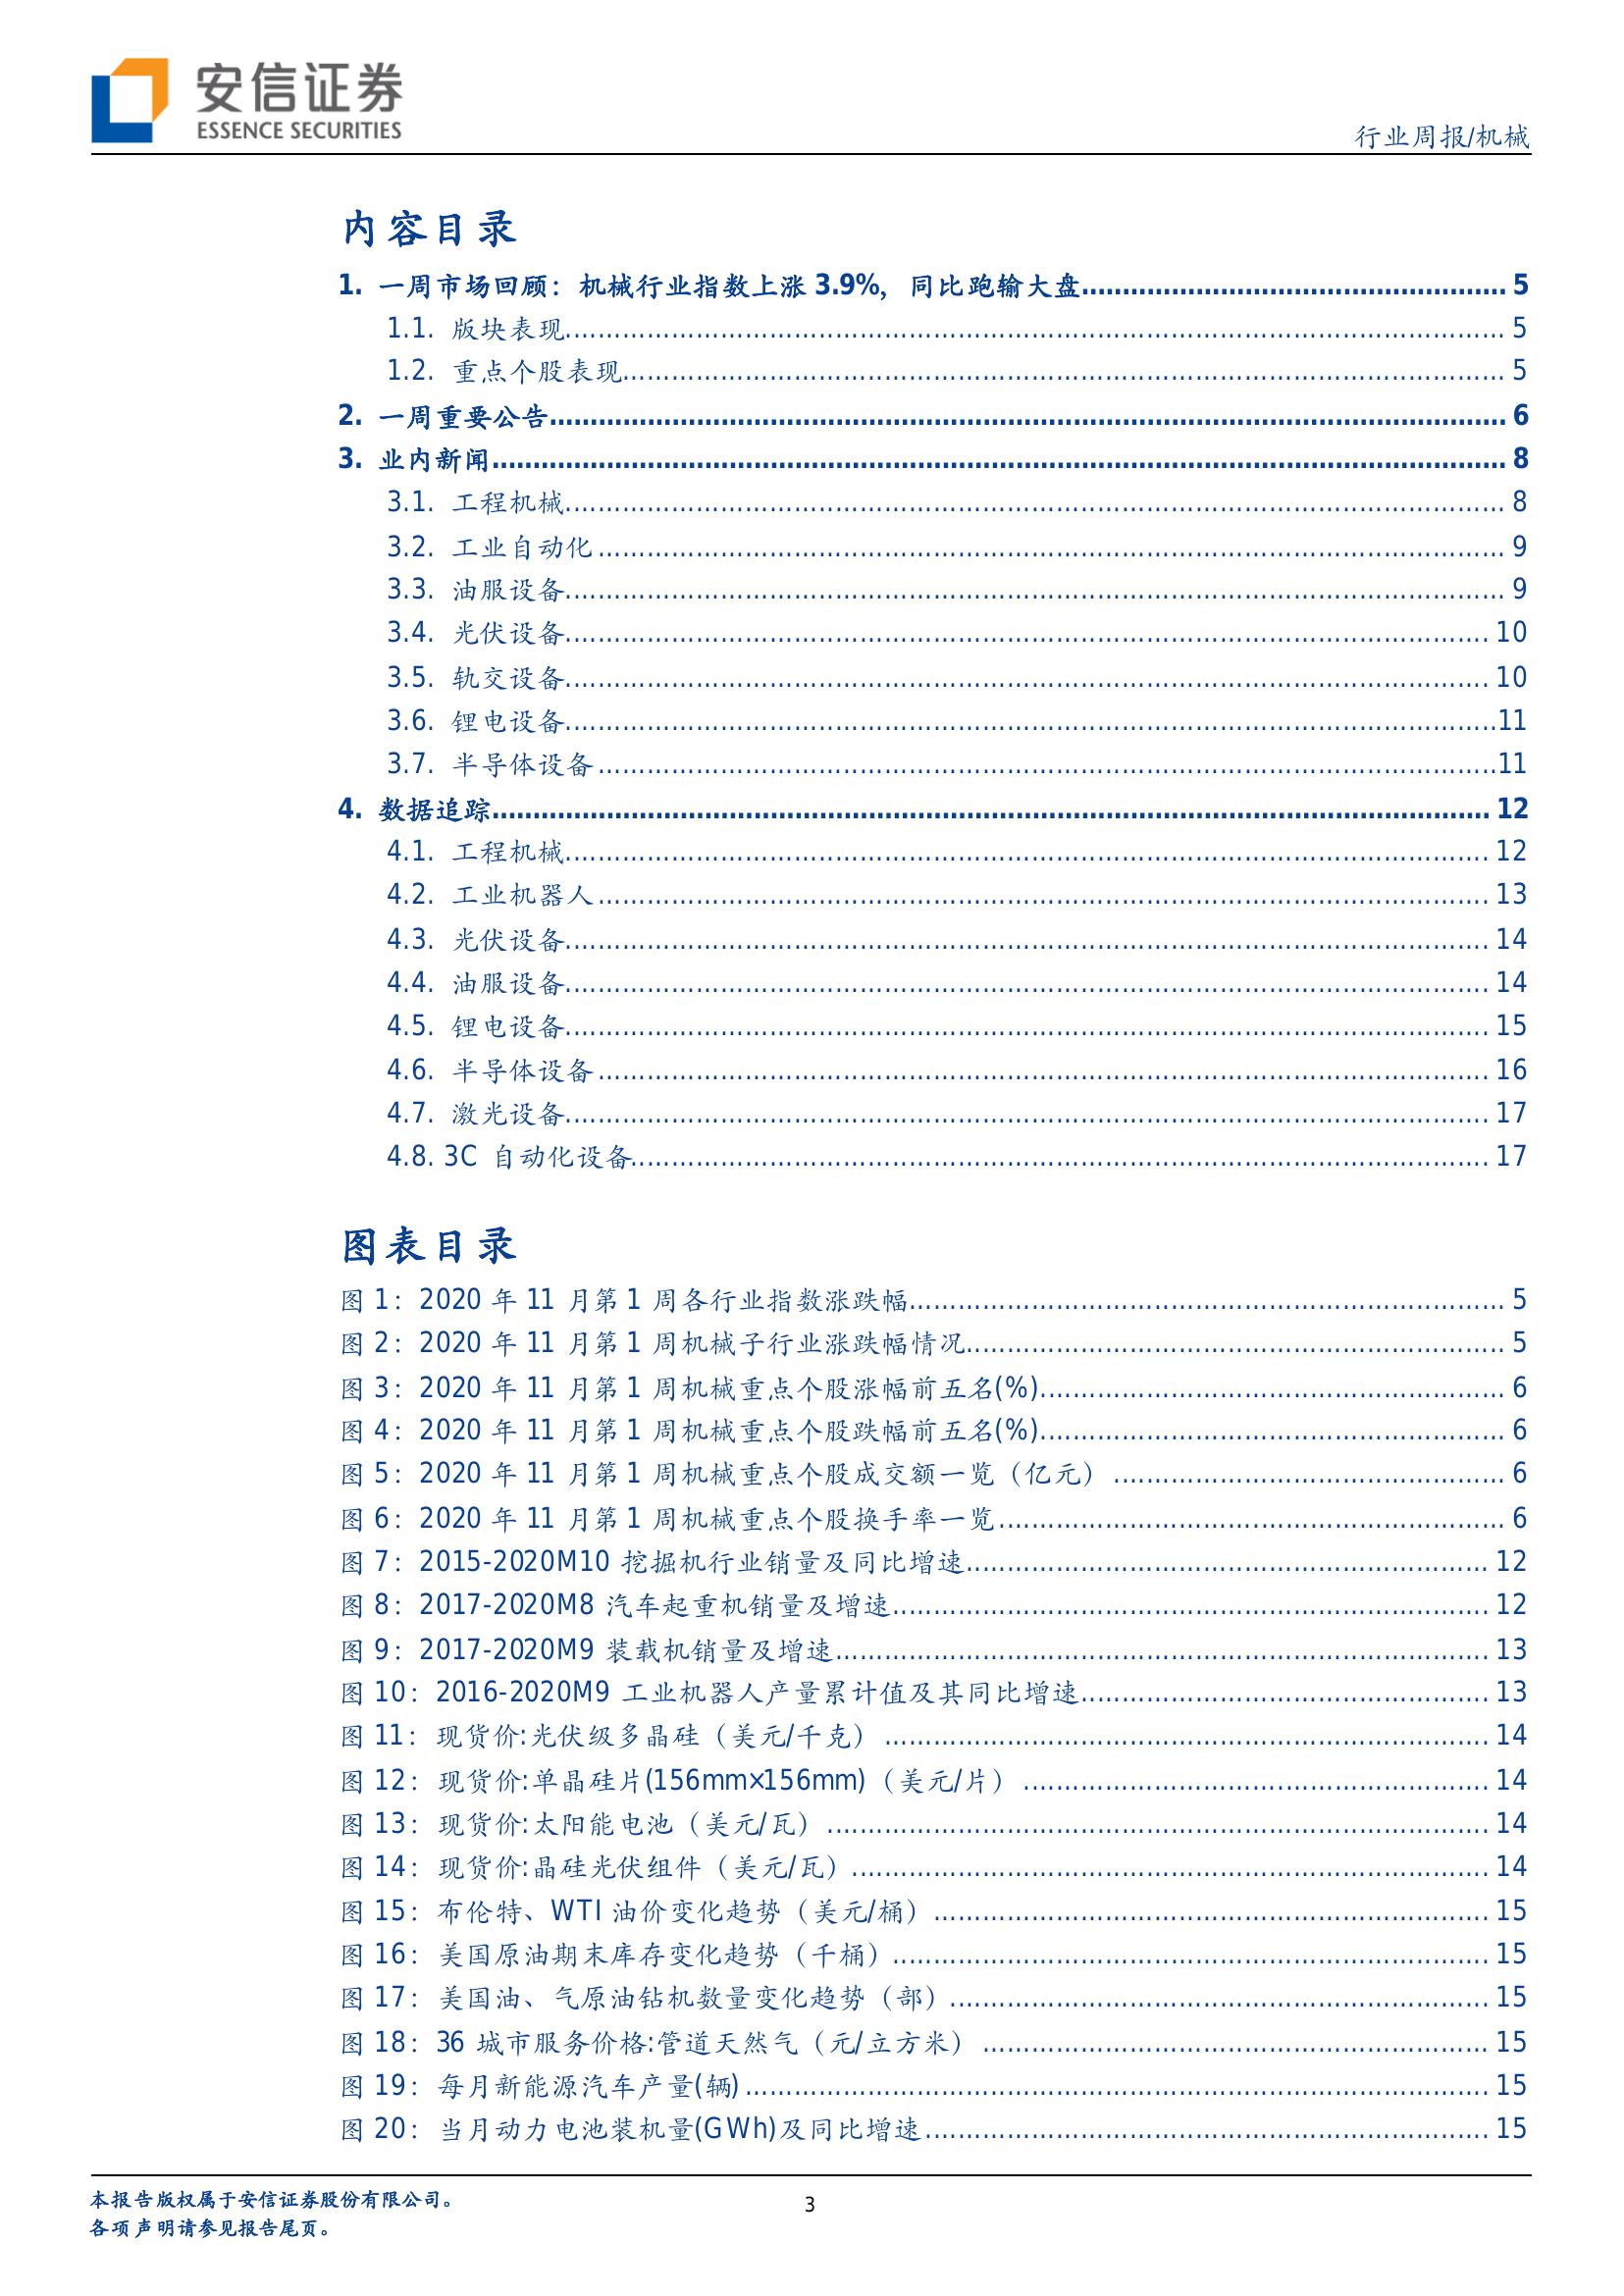 安信证券
ESSENCE SECURITIES
行业周报/机械
内容目录
1. 一周市场回顾：机械行业指数上涨 3.9%，同比跑输大盘........................................ 5
1.1. 版块表现........................................ 5
1.2. 重点个股表现........................................ 5
2. 一周重要公告........................................ 6
3. 业内新闻........................................ 8
3.1. 工程机械........................................ 8
3.2. 工业自动化........................................ 9
3.3. 油服设备........................................ 9
3.4. 光伏设备........................................ 10
3.5. 轨交设备........................................ 10
3.6. 锂电设备........................................ 11
3.7. 半导体设备........................................ 11
4. 数据追踪........................................ 12
4.1. 工程机械........................................ 12
4.2. 工业机器人........................................ 13
4.3. 光伏设备........................................ 14
4.4. 油服设备........................................ 14
4.5. 锂电设备........................................ 15
4.6. 半导体设备........................................ 16
4.7. 激光设备........................................ 17
4.8. 3C 自动化设备........................................ 17
图表目录
图 1：2020 年 11 月第 1 周各行业指数涨跌幅........................................ 5
图 2：2020 年 11 月第 1 周机械子行业涨跌幅情况........................................ 5
图 3：2020 年 11 月第 1 周机械重点个股涨幅前五名(%)........................................ 6
图 4：2020 年 11 月第 1 周机械重点个股跌幅前五名(%)........................................ 6
图 5：2020 年 11 月第 1 周机械重点个股成交额一览（亿元）........................................ 6
图 6：2020 年 11 月第 1 周机械重点个股换手率一览........................................ 6
图 7：2015-2020M10 挖掘机行业销量及同比增速........................................ 12
图 8：2017-2020M8 汽车起重机销量及增速........................................ 12
图 9：2017-2020M9 装载机销量及增速........................................ 13
图 10：2016-2020M9 工业机器人产量累计值及其同比增速........................................ 13
图 11：现货价:光伏级多晶硅（美元/千克）........................................ 14
图 12：现货价:单晶硅片(156mm×156mm)（美元/片）........................................ 14
图 13：现货价:太阳能电池（美元/瓦）........................................ 14
图 14：现货价:晶硅光伏组件（美元/瓦）........................................ 14
图 15：布伦特、WTI 油价变化趋势（美元/桶）........................................ 15
图 16：美国原油期末库存变化趋势（千桶）........................................ 15
图 17：美国油、气原油钻机数量变化趋势（部）........................................ 15
图 18：36 城市服务价格:管道天然气（元/立方米）........................................ 15
图 19：每月新能源汽车产量(辆)........................................ 15
图 20：当月动力电池装机量(GWh)及同比增速........................................ 15
本报告版权属于安信证券股份有限公司。
各项声明请参见报告尾页。
3